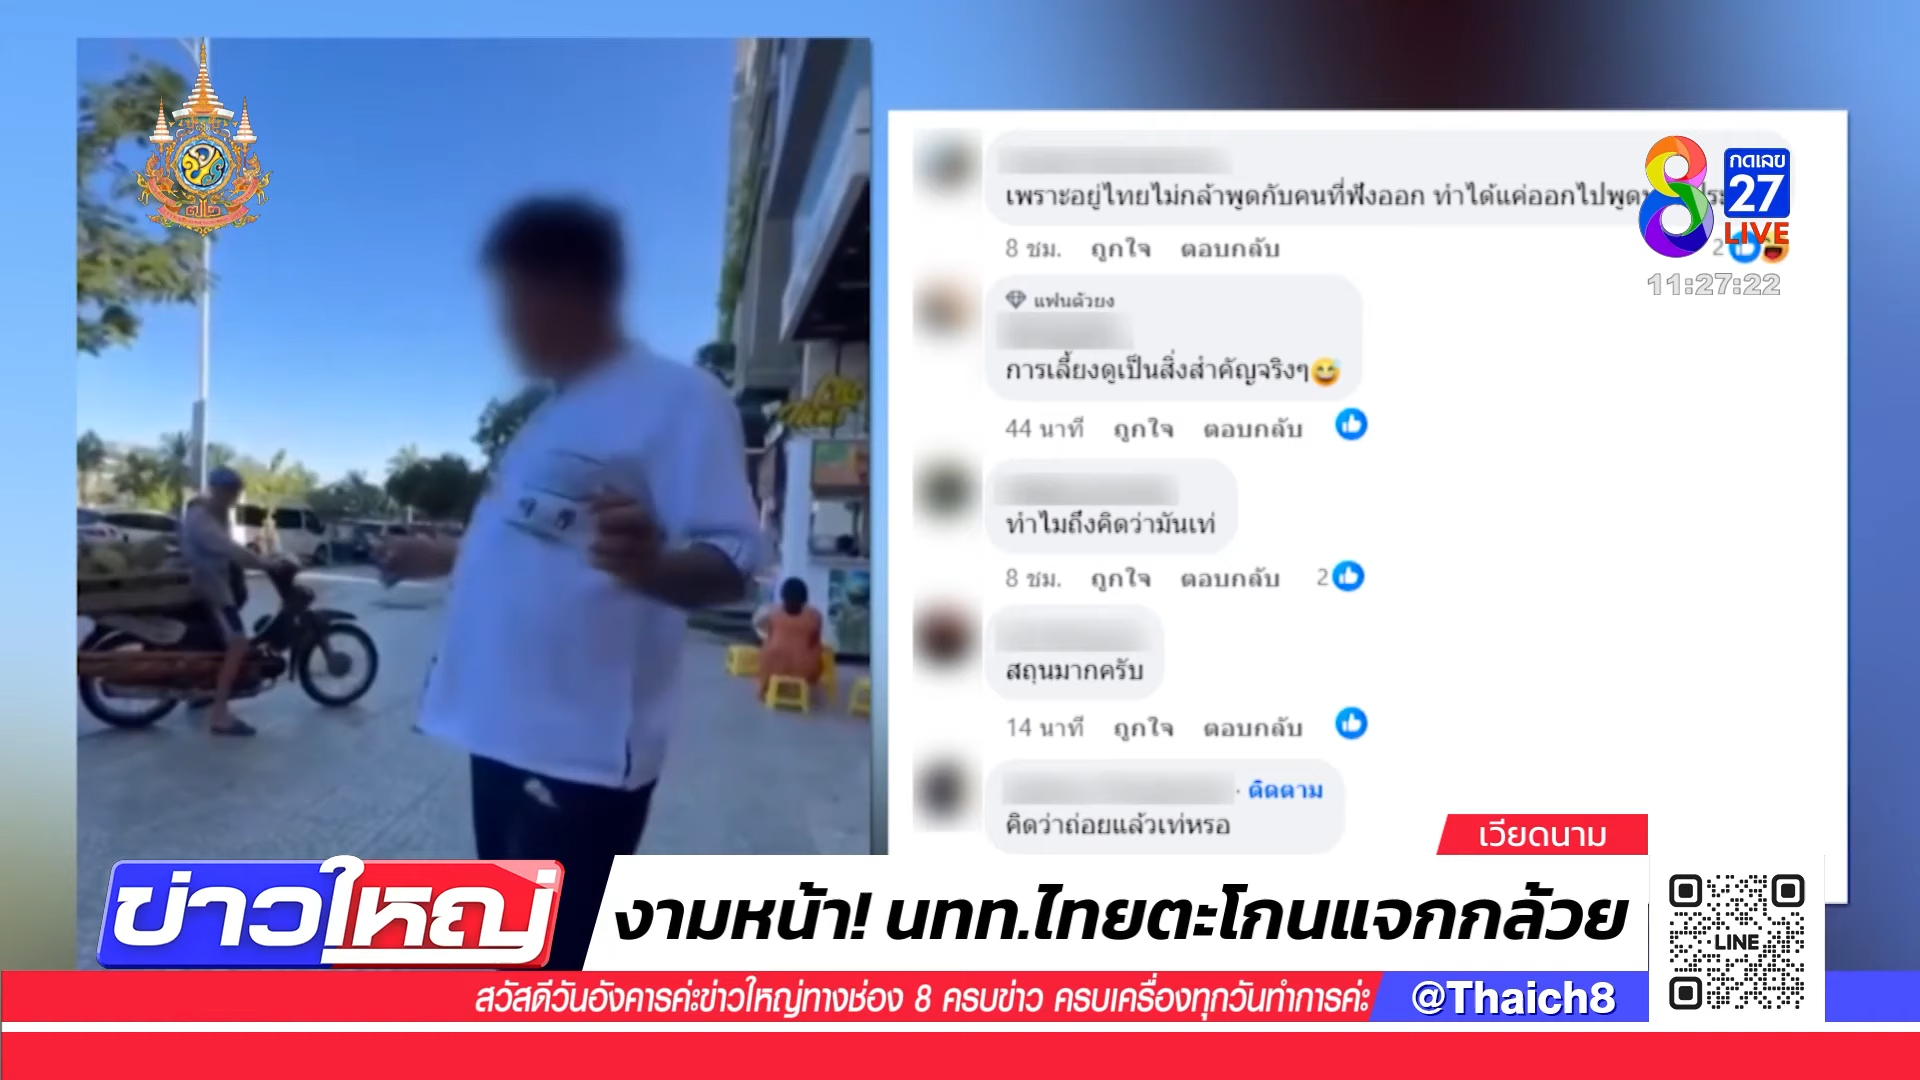 เพราะอยู่ไทยไม่กล้าพูดกับคนที่ฟังออก ทำได้แค่ออกไปพูด
8 ชม. ถูกใจ ตอบกลับ 2
แฟนตัวยง
การเลี้ยงดูเป็นสิ่งสำคัญจริงๆ😅
44 นาที ถูกใจ ตอบกลับ
ทำไมถึงคิดว่ามันเท่
8 ชม. ถูกใจ ตอบกลับ 2
สถุนมากครับ
14 นาที ถูกใจ ตอบกลับ
· ติดตาม
คิดว่าถ่อยแล้วเท่หรอ
8 กดเลข
27
LIVE
11:27:22
เวียดนาม
ข่าวใหญ่
งามหน้า! นทท.ไทยตะโกนแจกกล้วย
LINE
สวัสดีวันอังคารค่ะข่าวใหญ่ทางช่อง 8 ครบข่าว ครบเครื่องทุกวันทำการค่ะ
@Thaich8